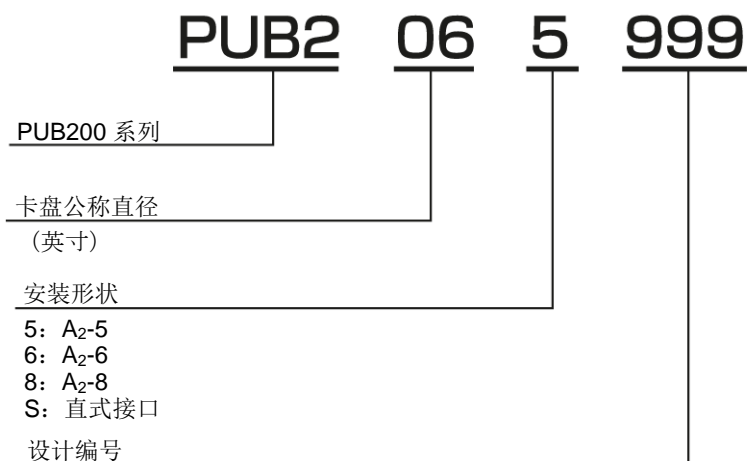 PUB2 06 5 999
PUB200 系列
卡盘公称直径
(英寸)
安装形状
5：A₂-5
6：A₂-6
8：A₂-8
S：直式接口
设计编号